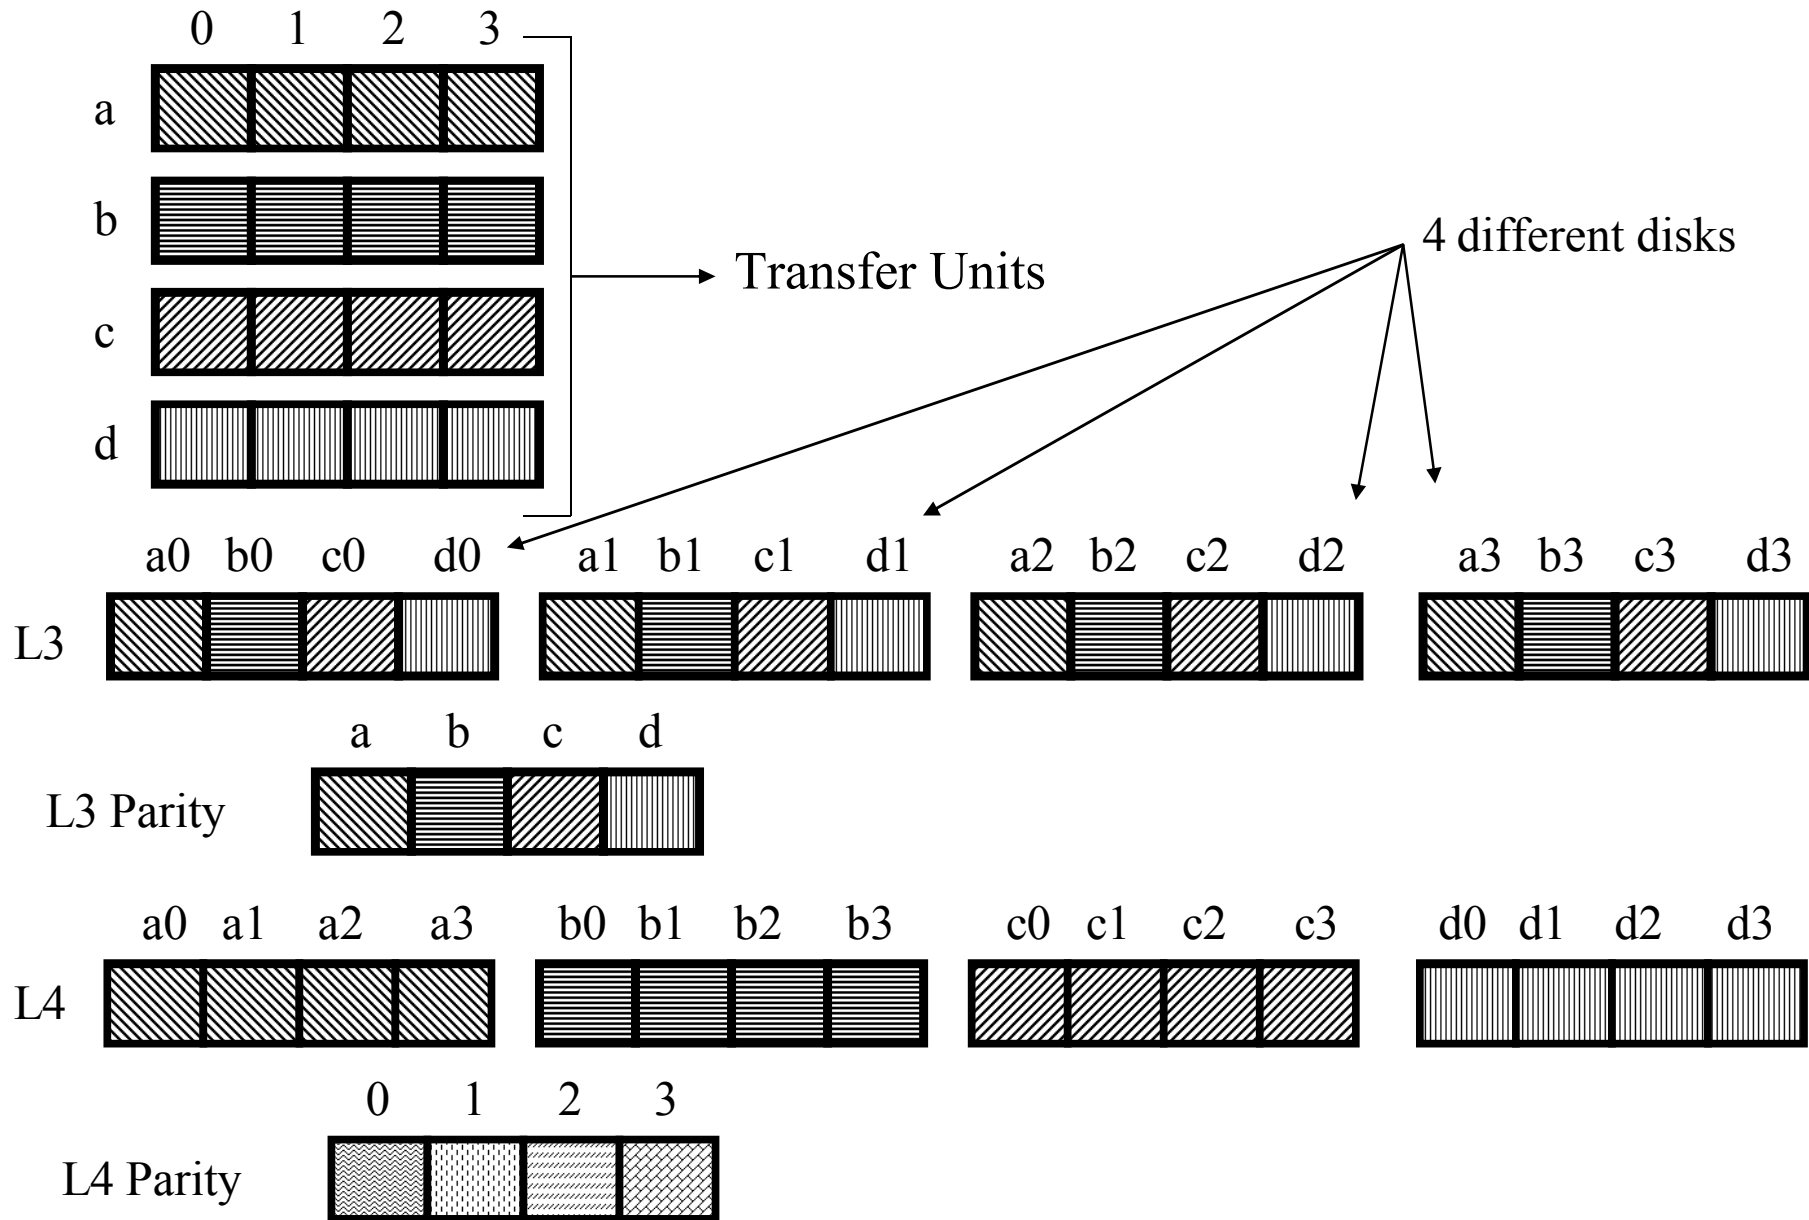 0 1 2 3
a
b
4 different disks
Transfer Units
c
d
a0 b0 c0 d0 a1 b1 c1 d1 a2 b2 c2 d2 a3 b3 c3 d3
L3
a b c d
L3 Parity
a0 a1 a2 a3 b0 b1 b2 b3 c0 c1 c2 c3 d0 d1 d2 d3
L4
0 1 2 3
L4 Parity